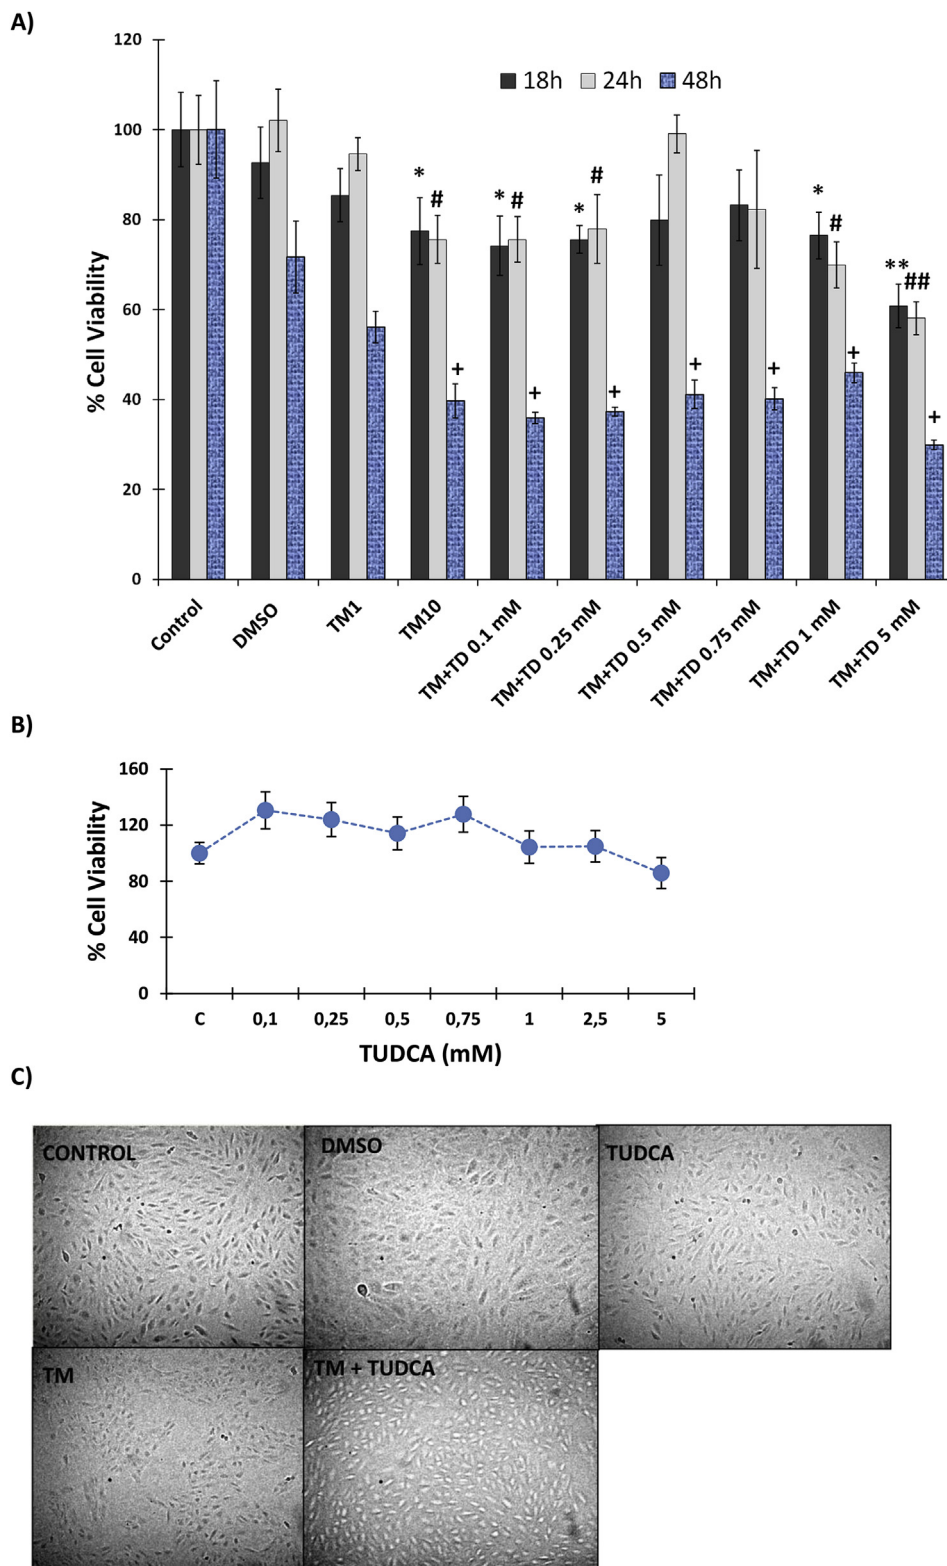 A)
120
100
80
60
40
20
0
% Cell Viability
18h 24h 48h
* # +
* # +
* # +
+
+
* # +
** ## +
Control
DMSO
TM1
TM10
TM+TD 0.1 mM
TM+TD 0.25 mM
TM+TD 0.5 mM
TM+TD 0.75 mM
TM+TD 1 mM
TM+TD 5 mM
B)
160
120
80
40
0
% Cell Viability
C 0,1 0,25 0,5 0,75 1 2,5 5
TUDCA (mM)
C)
CONTROL
DMSO
TUDCA
TM
TM + TUDCA